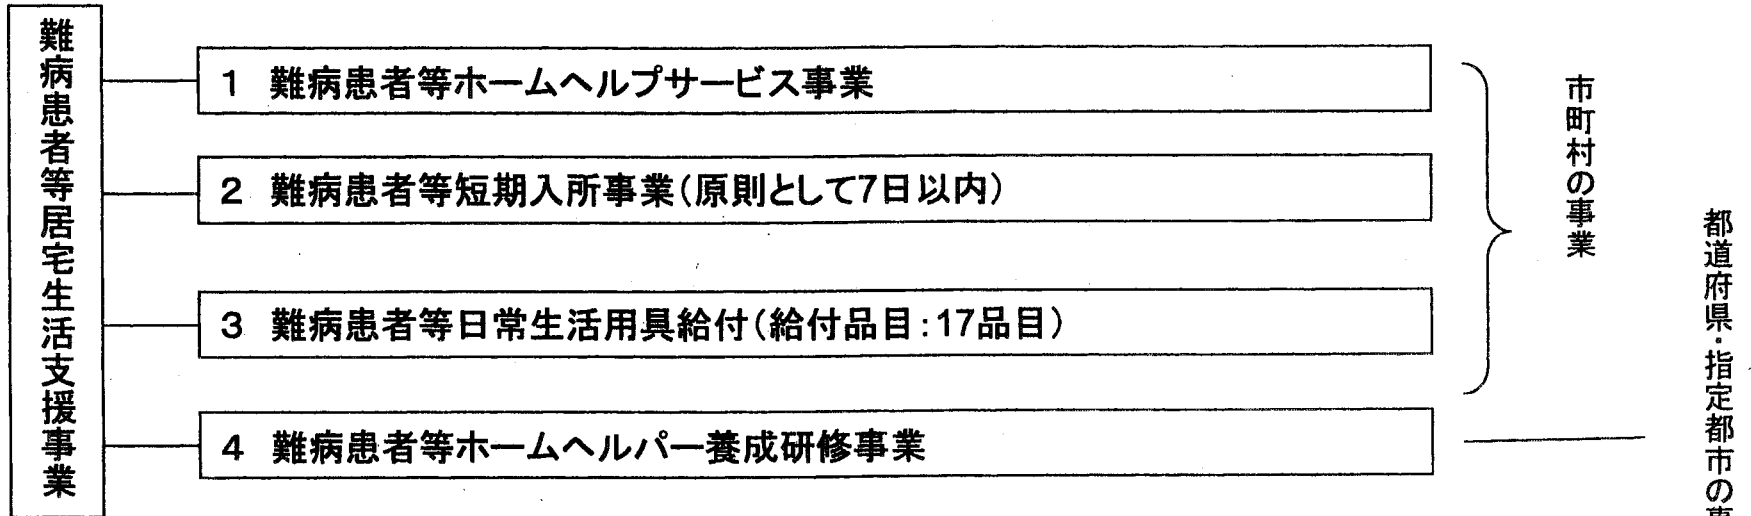 難病患者等居宅生活支援事業
1 難病患者等ホームヘルプサービス事業
2 難病患者等短期入所事業(原則として7日以内)
3 難病患者等日常生活用具給付(給付品目:17品目)
4 難病患者等ホームヘルパー養成研修事業
市町村の事業
都道府県・指定都市の